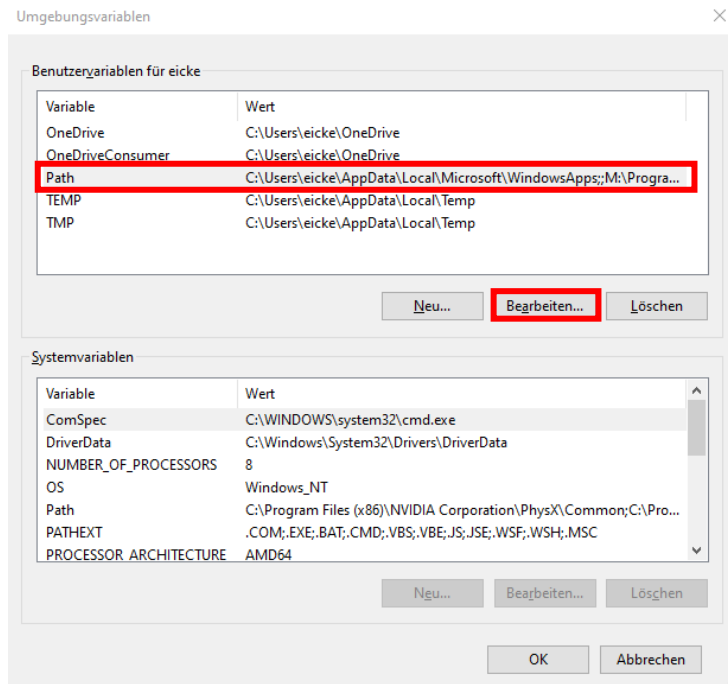 Umgebungsvariablen
Benutzervariablen für eicke
Variable Wert
OneDrive C:\Users\eicke\OneDrive
OneDriveConsumer C:\Users\eicke\OneDrive
Path C:\Users\eicke\AppData\Local\Microsoft\WindowsApps;;M:\Progra...
TEMP C:\Users\eicke\AppData\Local\Temp
TMP C:\Users\eicke\AppData\Local\Temp
Neu... Bearbeiten... Löschen
Systemvariablen
Variable Wert
ComSpec C:\WINDOWS\system32\cmd.exe
DriverData C:\Windows\System32\Drivers\DriverData
NUMBER_OF_PROCESSORS 8
OS Windows_NT
Path C:\Program Files (x86)\NVIDIA Corporation\PhysX\Common;C:\Pro...
PATHEXT .COM;.EXE;.BAT;.CMD;.VBS;.VBE;.JS;.JSE;.WSF;.WSH;.MSC
PROCESSOR_ARCHITECTURE AMD64
Neu... Bearbeiten... Löschen
OK Abbrechen